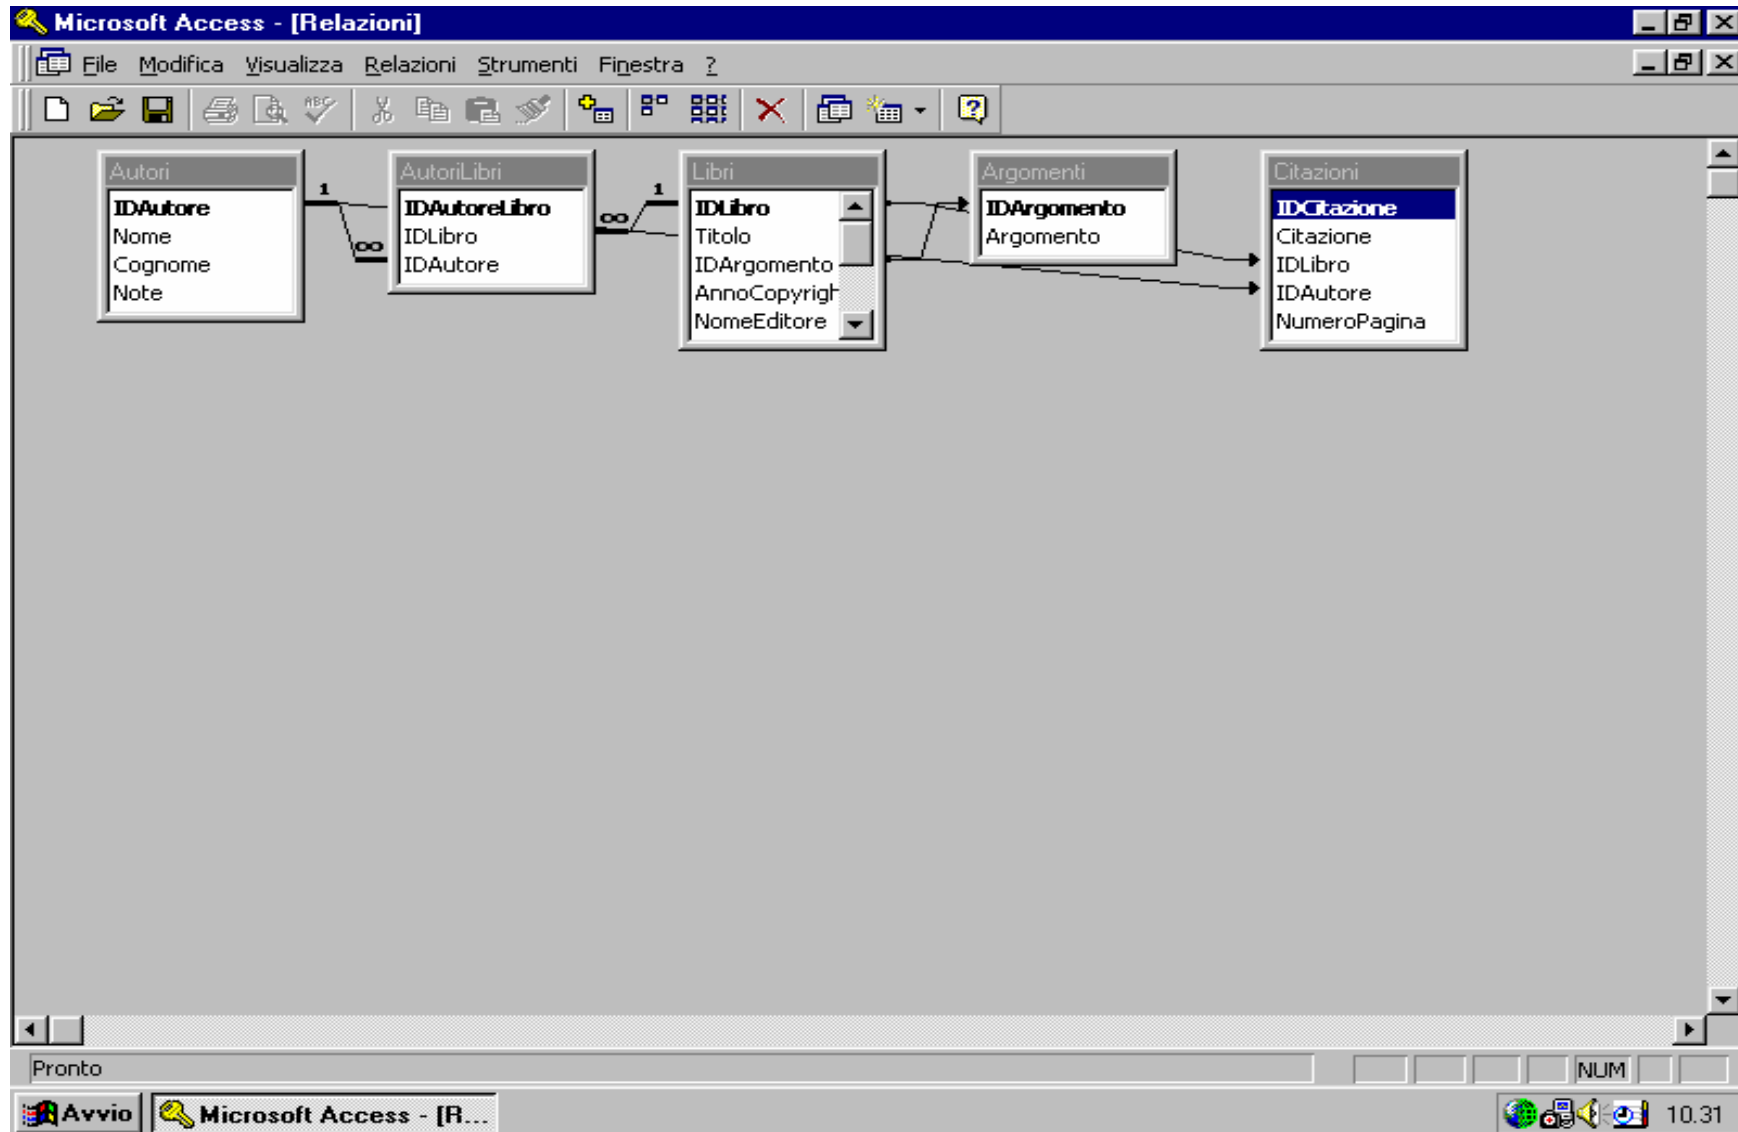 Microsoft Access - [Relazioni]
File Modifica Visualizza Relazioni Strumenti Finestra ?
ABC
Autori
IDAutore
Nome
Cognome
Note
1
∞
AutoriLibri
IDAutoreLibro
IDLibro
IDAutore
∞
1
Libri
IDLibro
Titolo
IDArgomento
AnnoCopyrigh
NomeEditore
Argomenti
IDArgomento
Argomento
Citazioni
IDCitazione
Citazione
IDLibro
IDAutore
NumeroPagina
Pronto
NUM
Avvio
Microsoft Access - [R...
10.31